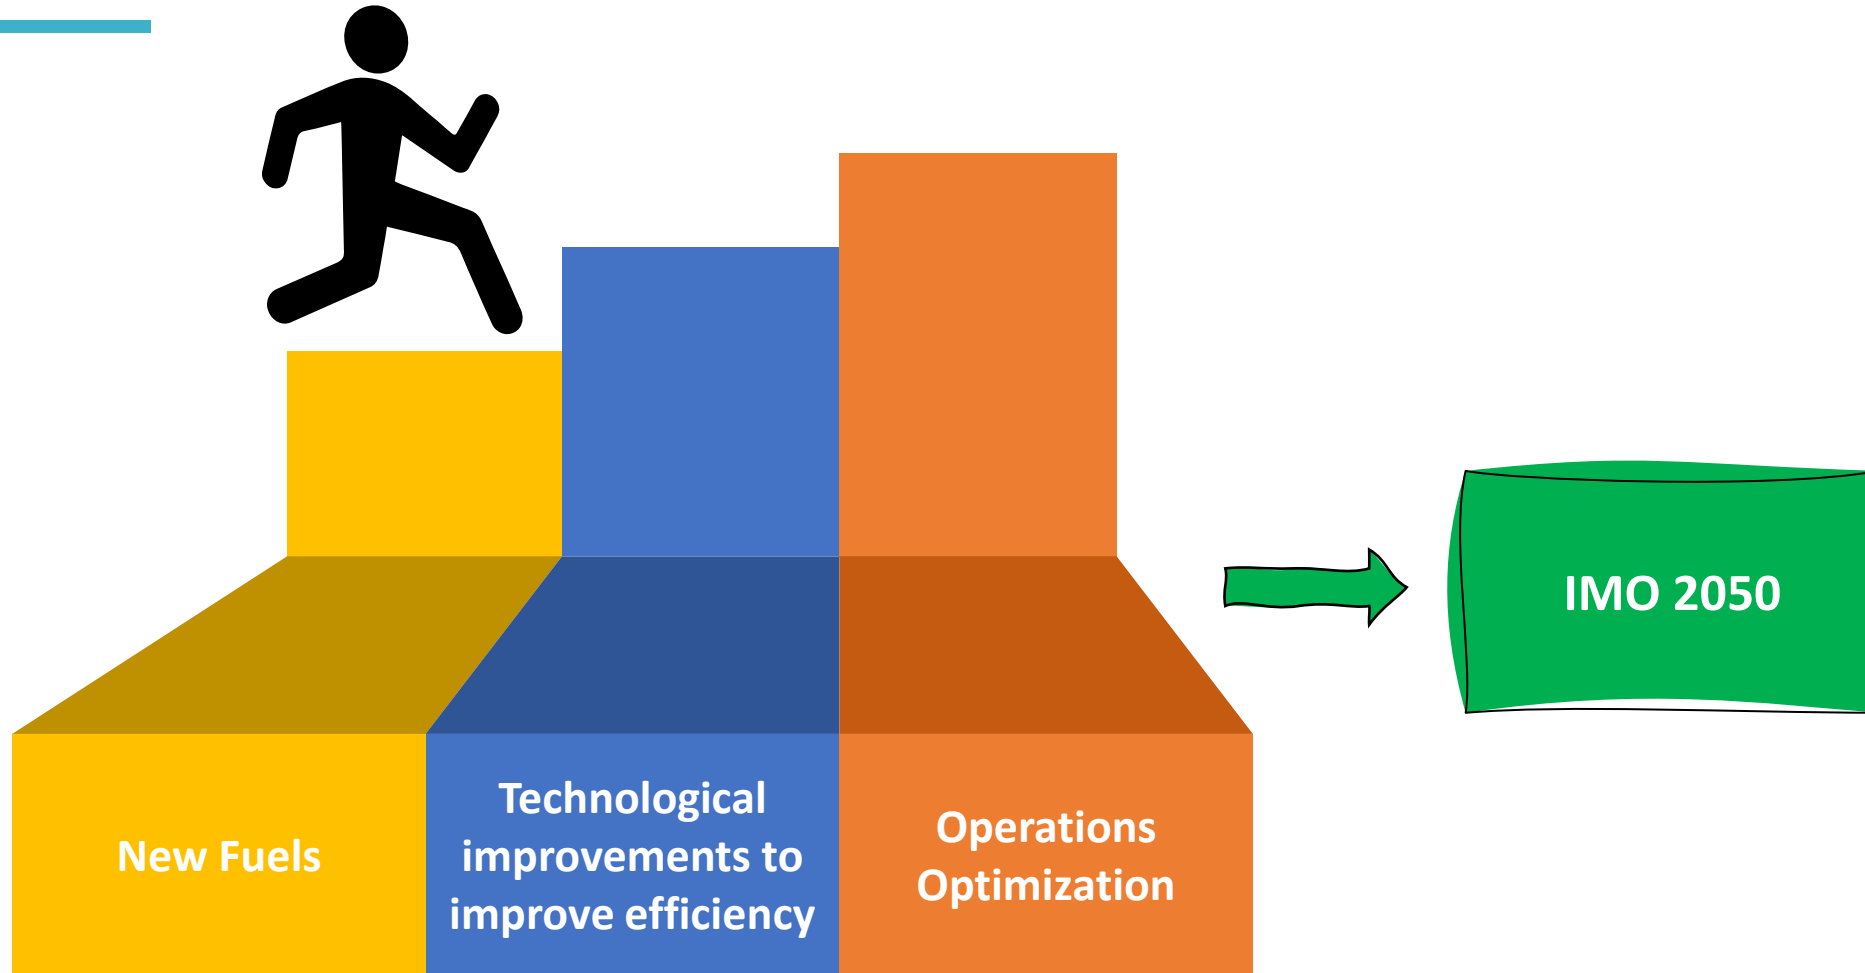 New Fuels
Technological
improvements to
improve efficiency
Operations
Optimization
IMO 2050